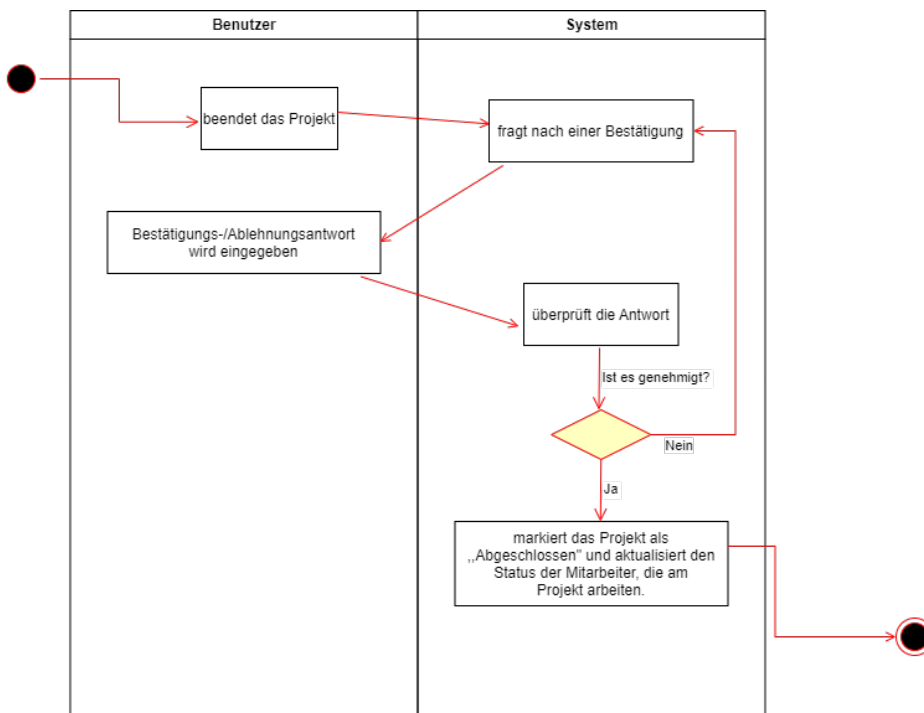 Benutzer
System
beendet das Projekt
fragt nach einer Bestätigung
Bestätigungs-/Ablehnungsantwort
wird eingegeben
überprüft die Antwort
Ist es genehmigt?
Nein
Ja
markiert das Projekt als
,,Abgeschlossen" und aktualisiert den
Status der Mitarbeiter, die am
Projekt arbeiten.